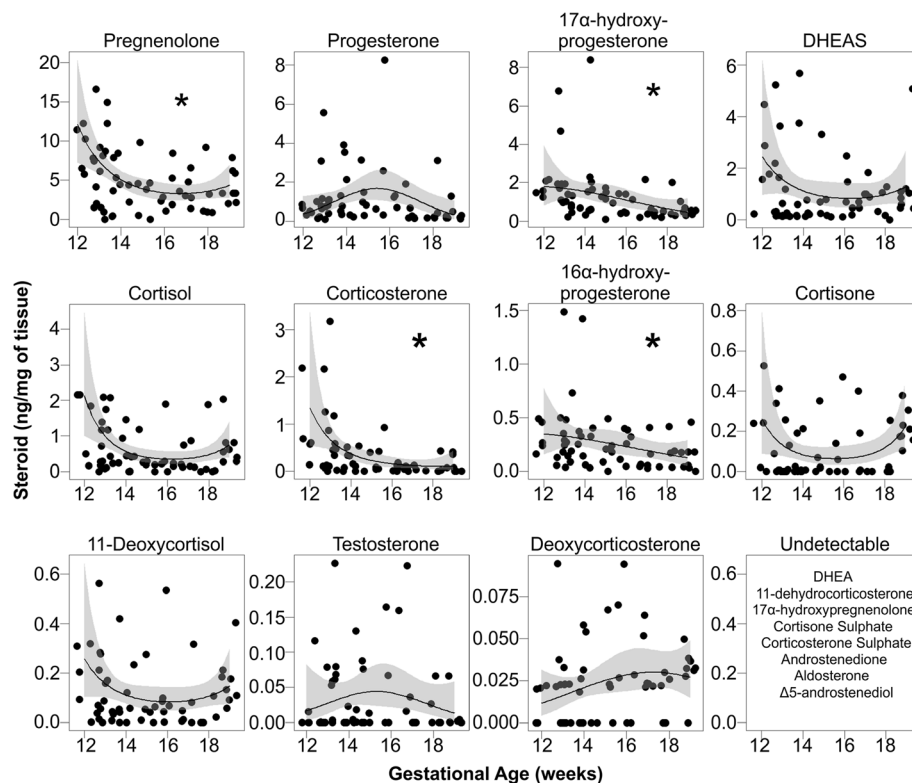 Pregnenolone
Progesterone
17α-hydroxy-
progesterone
DHEAS
20
15
10
5
0
*
8
6
4
2
0
8
6
4
2
0
*
6
4
2
0
12 14 16 18
12 14 16 18
12 14 16 18
12 14 16 18
Steroid (ng/mg of tissue)
Cortisol
Corticosterone
16α-hydroxy-
progesterone
Cortisone
4
3
2
1
0
3
2
1
0
*
1.5
1.0
0.5
0.0
*
0.8
0.6
0.4
0.2
0.0
12 14 16 18
12 14 16 18
12 14 16 18
12 14 16 18
11-Deoxycortisol
Testosterone
Deoxycorticosterone
Undetectable
0.6
0.4
0.2
0.0
0.20
0.15
0.10
0.05
0.00
0.075
0.050
0.025
0.000
0.6
0.4
0.2
0.0
DHEA
11-dehydrocorticosterone
17α-hydroxypregnenolone
Cortisone Sulphate
Corticosterone Sulphate
Androstenedione
Aldosterone
Δ5-androstenediol
12 14 16 18
12 14 16 18
12 14 16 18
12 14 16 18
Gestational Age (weeks)